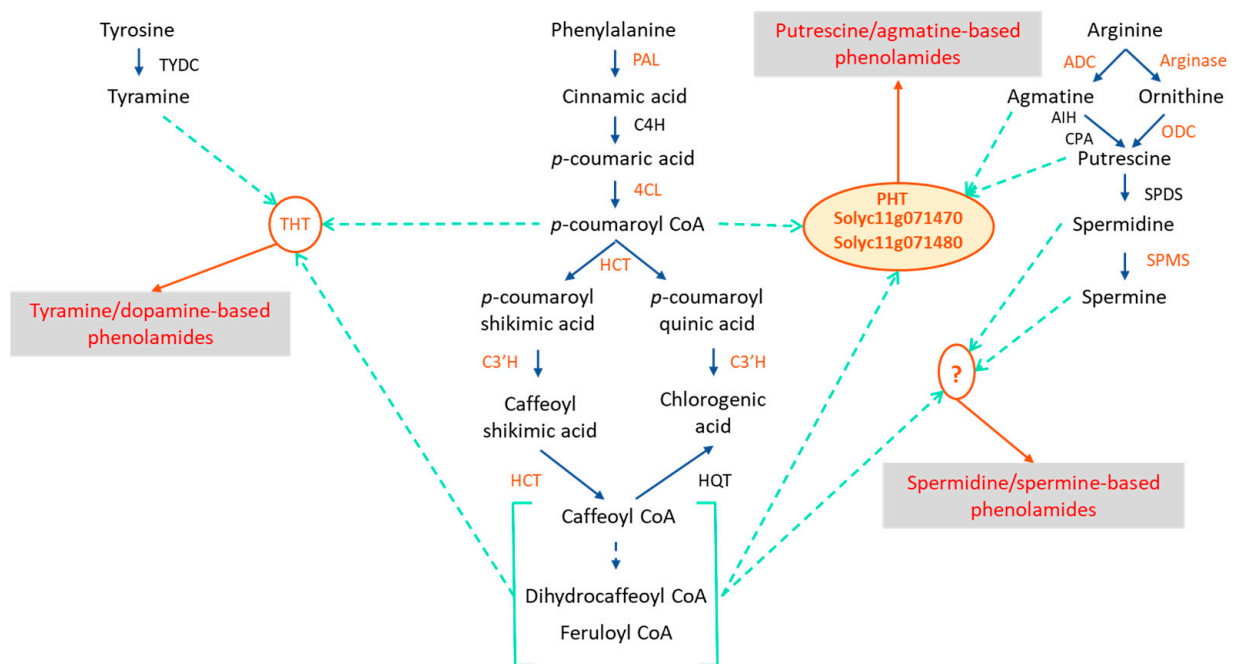 Tyrosine
TYDC
Tyramine
THT
Tyramine/dopamine-based
phenolamides
Phenylalanine
PAL
Cinnamic acid
C4H
p-coumaric acid
4CL
p-coumaroyl CoA
HCT
p-coumaroyl
shikimic acid
p-coumaroyl
quinic acid
C3'H
C3'H
Caffeoyl
shikimic acid
Chlorogenic
acid
HCT
HQT
Caffeoyl CoA
Dihydrocaffeoyl CoA
Feruloyl CoA
Putrescine/agmatine-based
phenolamides
PHT
Solyc11g071470
Solyc11g071480
Arginine
ADC
Arginase
Agmatine
Ornithine
AIH
CPA
ODC
Putrescine
SPDS
Spermidine
SPMS
Spermine
?
Spermidine/spermine-based
phenolamides